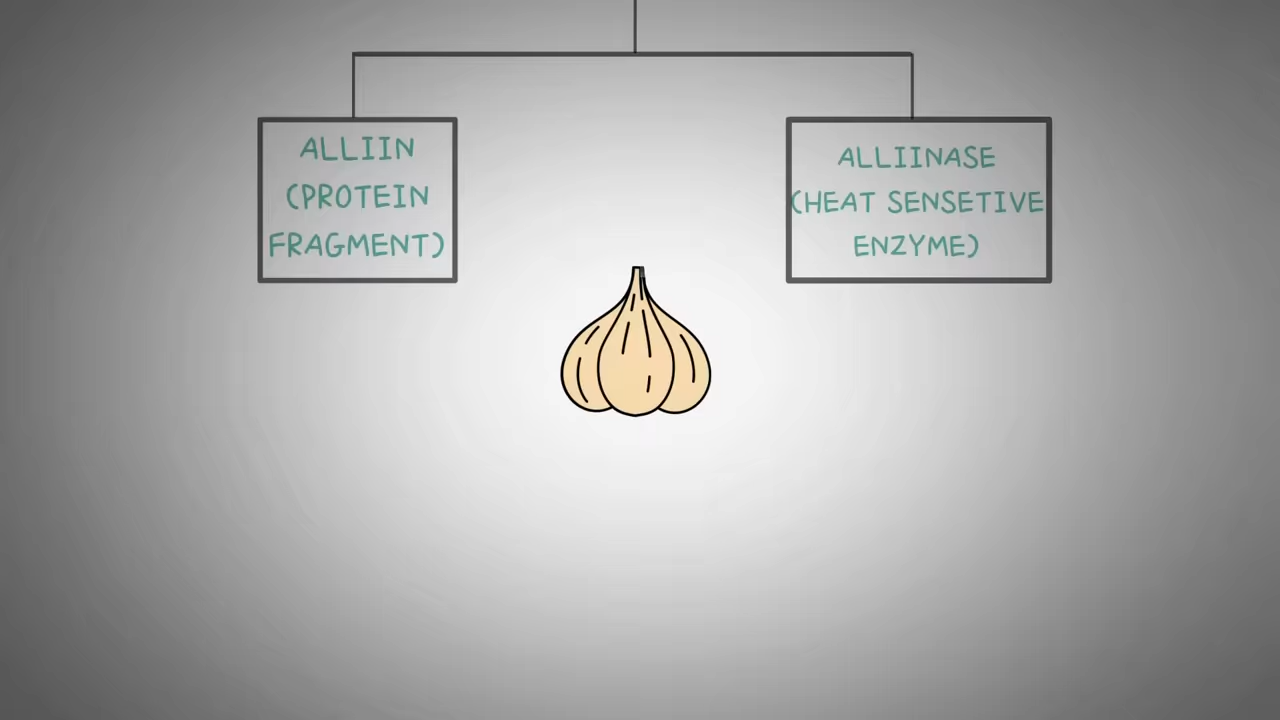 ALLIIN
(PROTEIN
FRAGMENT)
ALLIINASE
(HEAT SENSETIVE
ENZYME)